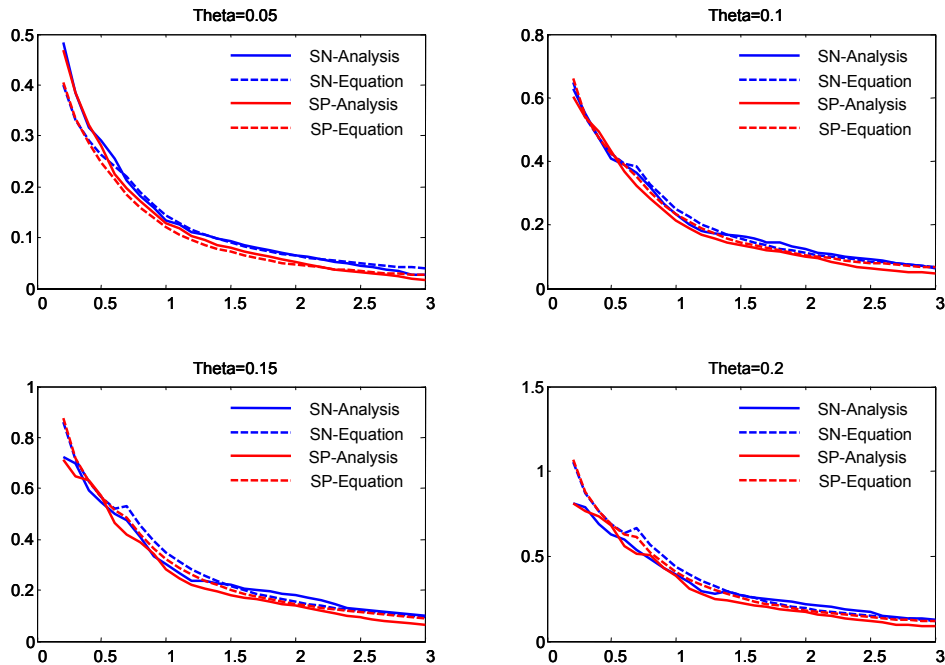 Theta=0.05
0.5
0.4
0.3
0.2
0.1
0
SN-Analysis
SN-Equation
SP-Analysis
SP-Equation
0 0.5 1 1.5 2 2.5 3
Theta=0.1
0.8
0.6
0.4
0.2
0
SN-Analysis
SN-Equation
SP-Analysis
SP-Equation
0 0.5 1 1.5 2 2.5 3
Theta=0.15
1
0.8
0.6
0.4
0.2
0
SN-Analysis
SN-Equation
SP-Analysis
SP-Equation
0 0.5 1 1.5 2 2.5 3
Theta=0.2
1.5
1
0.5
0
SN-Analysis
SN-Equation
SP-Analysis
SP-Equation
0 0.5 1 1.5 2 2.5 3